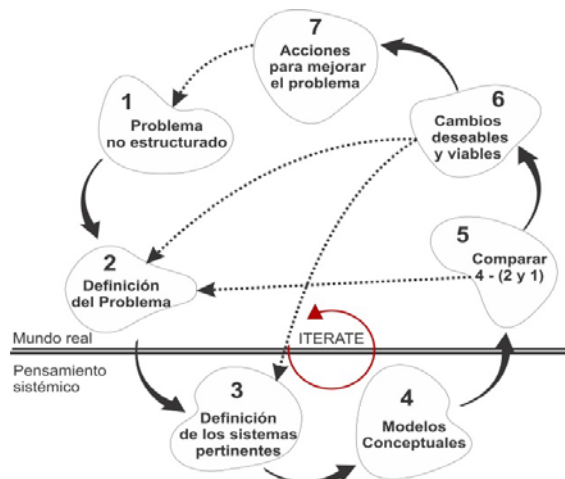 1
Problema
no estructurado
2
Definición
del Problema
3
Definición
de los sistemas
pertinentes
4
Modelos
Conceptuales
5
Comparar
4 - (2 y 1)
6
Cambios
deseables
y viables
7
Acciones
para mejorar
el problema
Mundo real
ITERATE
Pensamiento
sistémico